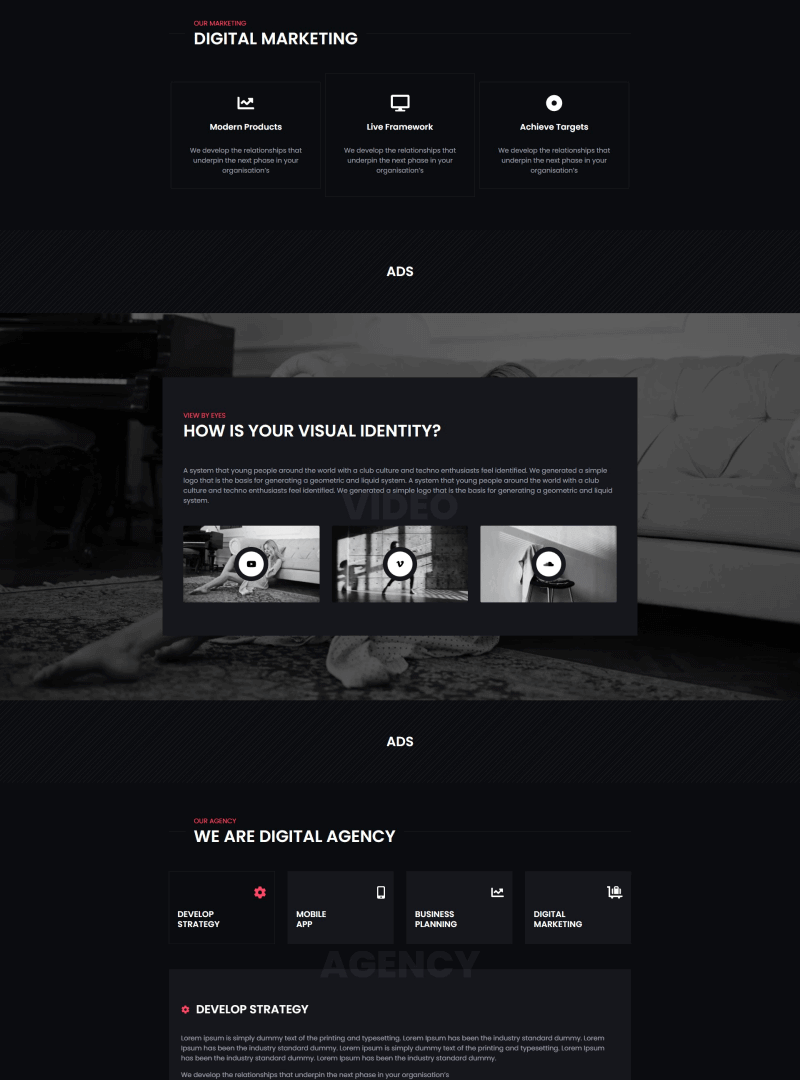 OUR MARKETING
DIGITAL MARKETING
Modern Products
We develop the relationships that
underpin the next phase in your
organisation's
Live Framework
We develop the relationships that
underpin the next phase in your
organisation's
Achieve Targets
We develop the relationships that
underpin the next phase in your
organisation's
ADS
VIEW BY EYES
HOW IS YOUR VISUAL IDENTITY?
A system that young people around the world with a club culture and techno enthusiasts feel identified. We generated a simple
logo that is the basis for generating a geometric and liquid system. A system that young people around the world with a club
culture and techno enthusiasts feel identified. We generated a simple logo that is the basis for generating a geometric and liquid
system.
VIDEO
ADS
OUR AGENCY
WE ARE DIGITAL AGENCY
DEVELOP
STRATEGY
MOBILE
APP
BUSINESS
PLANNING
DIGITAL
MARKETING
AGENCY
DEVELOP STRATEGY
Lorem ipsum is simply dummy text of the printing and typesetting. Lorem Ipsum has been the industry standard dummy. Lorem
Ipsum has been the industry standard dummy. Lorem ipsum is simply dummy text of the printing and typesetting. Lorem Ipsum
has been the industry standard dummy. Lorem Ipsum has been the industry standard dummy.
We develop the relationships that underpin the next phase in your organisation's